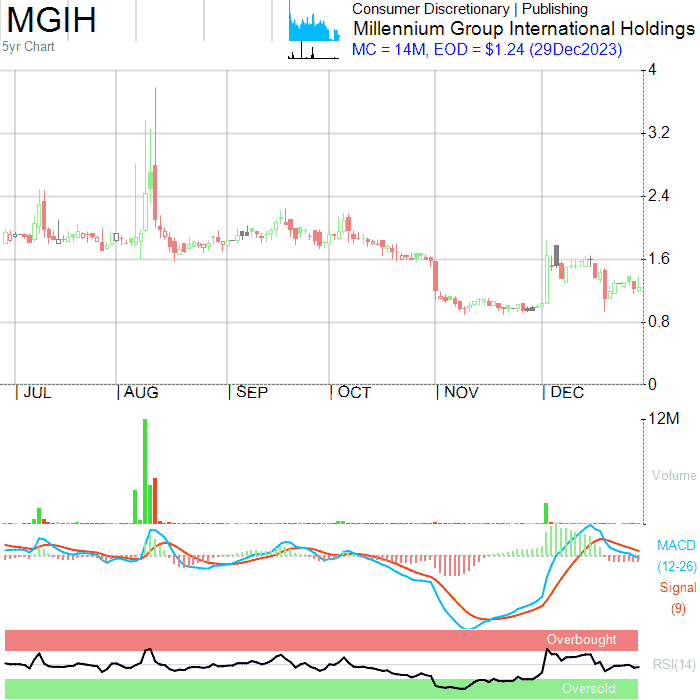 MGIH
5yr Chart
Consumer Discretionary | Publishing
Millennium Group International Holdings
MC = 14M, EOD = $1.24 (29Dec2023)
4
3.2
2.4
1.6
0.8
0
JUL AUG SEP OCT NOV DEC
12M
Volume
MACD
(12-26)
Signal
(9)
Overbought
RSI(14)
Oversold